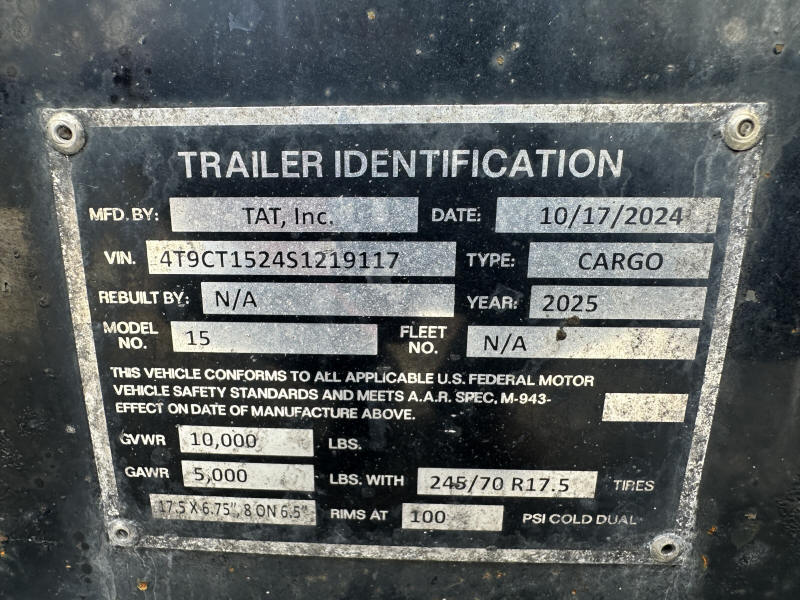 TRAILER IDENTIFICATION
MFD. BY: TAT, Inc. DATE: 10/17/2024
VIN. 4T9CT1524S1219117 TYPE: CARGO
REBUILT BY: N/A YEAR: 2025
MODEL NO. 15 FLEET NO. N/A
THIS VEHICLE CONFORMS TO ALL APPLICABLE U.S. FEDERAL MOTOR
VEHICLE SAFETY STANDARDS AND MEETS A.A.R. SPEC. M-943-
EFFECT ON DATE OF MANUFACTURE ABOVE.
GVWR 10,000 LBS.
GAWR 5,000 LBS. WITH 245/70 R17.5 TIRES
17.5 X 6.75", 8 ON 6.5" RIMS AT 100 PSI COLD DUAL